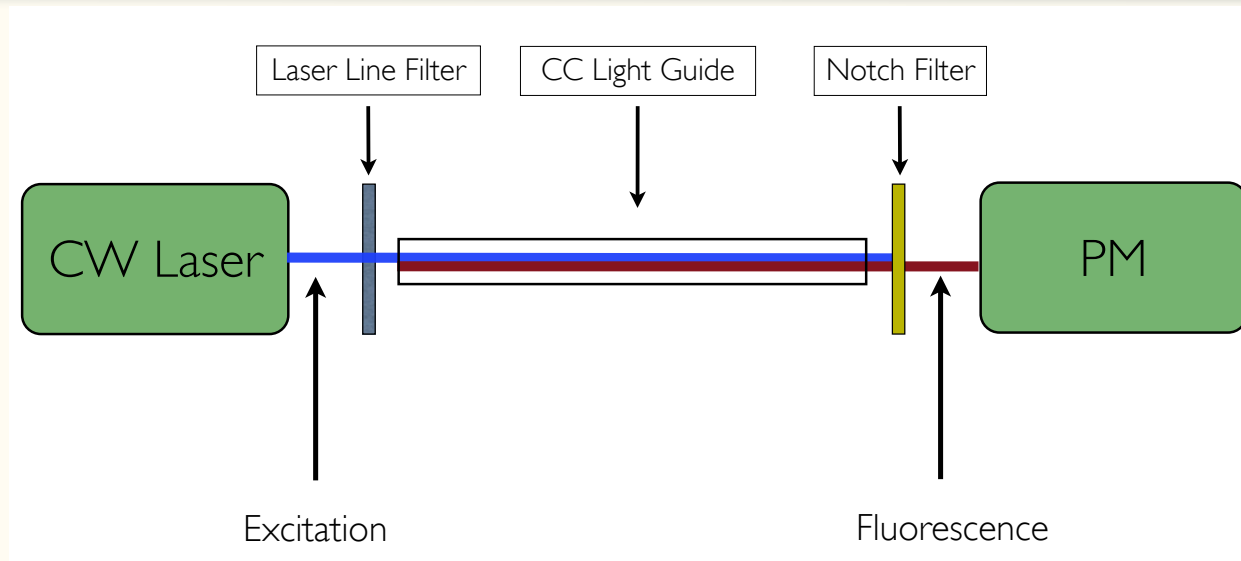 Laser Line Filter
CC Light Guide
Notch Filter
CW Laser
PM
Excitation
Fluorescence